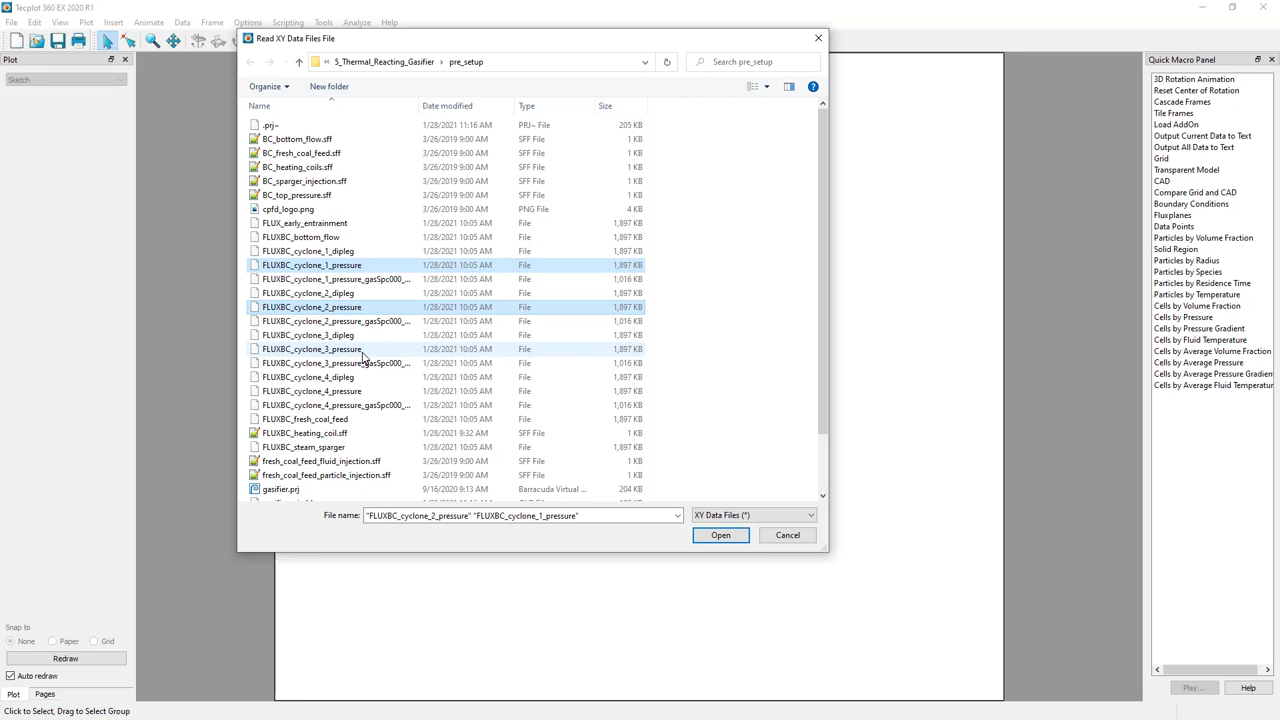 Tecplot 360 EX 2020 R1
File Edit View Plot Insert Animate Data Frame Options Scripting Tools Analyze Help
Plot
Sketch
Read XY Data Files File
« 5_Thermal_Reacting_Gasifier › pre_setup
Search pre_setup
Organize New folder
Name Date modified Type Size
.prj~ 1/28/2021 11:16 AM PRJ~ File 205 KB
BC_bottom_flow.sff 3/26/2019 9:00 AM SFF File 1 KB
BC_fresh_coal_feed.sff 3/26/2019 9:00 AM SFF File 1 KB
BC_heating_coils.sff 3/26/2019 9:00 AM SFF File 1 KB
BC_sparger_injection.sff 3/26/2019 9:00 AM SFF File 1 KB
BC_top_pressure.sff 3/26/2019 9:00 AM SFF File 1 KB
cpfd_logo.png 3/26/2019 9:00 AM PNG File 4 KB
FLUX_early_entrainment 1/28/2021 10:05 AM File 1,897 KB
FLUXBC_bottom_flow 1/28/2021 10:05 AM File 1,897 KB
FLUXBC_cyclone_1_dipleg 1/28/2021 10:05 AM File 1,897 KB
FLUXBC_cyclone_1_pressure 1/28/2021 10:05 AM File 1,897 KB
FLUXBC_cyclone_1_pressure_gasSpc000_... 1/28/2021 10:05 AM File 1,016 KB
FLUXBC_cyclone_2_dipleg 1/28/2021 10:05 AM File 1,897 KB
FLUXBC_cyclone_2_pressure 1/28/2021 10:05 AM File 1,897 KB
FLUXBC_cyclone_2_pressure_gasSpc000_... 1/28/2021 10:05 AM File 1,016 KB
FLUXBC_cyclone_3_dipleg 1/28/2021 10:05 AM File 1,897 KB
FLUXBC_cyclone_3_pressure 1/28/2021 10:05 AM File 1,897 KB
FLUXBC_cyclone_3_pressure_gasSpc000_... 1/28/2021 10:05 AM File 1,016 KB
FLUXBC_cyclone_4_dipleg 1/28/2021 10:05 AM File 1,897 KB
FLUXBC_cyclone_4_pressure 1/28/2021 10:05 AM File 1,897 KB
FLUXBC_cyclone_4_pressure_gasSpc000_... 1/28/2021 10:05 AM File 1,016 KB
FLUXBC_fresh_coal_feed 1/28/2021 10:05 AM File 1,897 KB
FLUXBC_heating_coil.sff 1/28/2021 9:32 AM SFF File 1 KB
FLUXBC_steam_sparger 1/28/2021 10:05 AM File 1,897 KB
fresh_coal_feed_fluid_injection.sff 3/26/2019 9:00 AM SFF File 1 KB
fresh_coal_feed_particle_injection.sff 3/26/2019 9:00 AM SFF File 1 KB
gasifier.prj 9/16/2020 9:13 AM Barracuda Virtual ... 204 KB
File name: "FLUXBC_cyclone_2_pressure" "FLUXBC_cyclone_1_pressure" XY Data Files (*)
Open Cancel
Quick Macro Panel
3D Rotation Animation
Reset Center of Rotation
Cascade Frames
Tile Frames
Load AddOn
Output Current Data to Text
Output All Data to Text
Grid
Transparent Model
CAD
Compare Grid and CAD
Boundary Conditions
Fluxplanes
Data Points
Particles by Volume Fraction
Solid Region
Particles by Radius
Particles by Species
Particles by Residence Time
Particles by Temperature
Cells by Volume Fraction
Cells by Pressure
Cells by Pressure Gradient
Cells by Fluid Temperature
Cells by Average Volume Fraction
Cells by Average Pressure
Cells by Average Pressure Gradien
Cells by Average Fluid Temperatur
Play... Help
Snap to
None Paper Grid
Redraw
Auto redraw
Plot Pages
Click to Select, Drag to Select Group